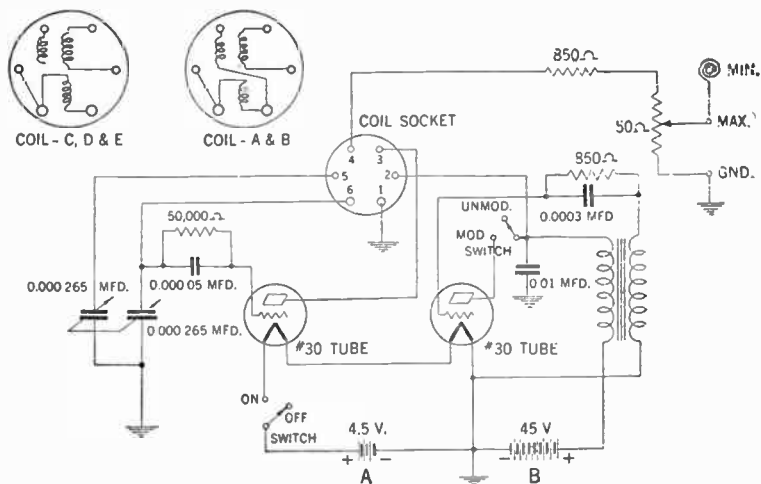 COIL - C, D & E
COIL - A & B
COIL SOCKET
4
3
5
2
6
1
850Ω
MIN.
50Ω
MAX.
GND.
850Ω
0.0003 MFD
UNMOD.
MOD
SWITCH
50,000Ω
0.000 05 MFD.
0.000 265 MFD.
0.000 265 MFD.
0 01 MFD.
#30 TUBE
#30 TUBE
ON
OFF
SWITCH
4.5 V.
45 V.
+ -
- +
A
B